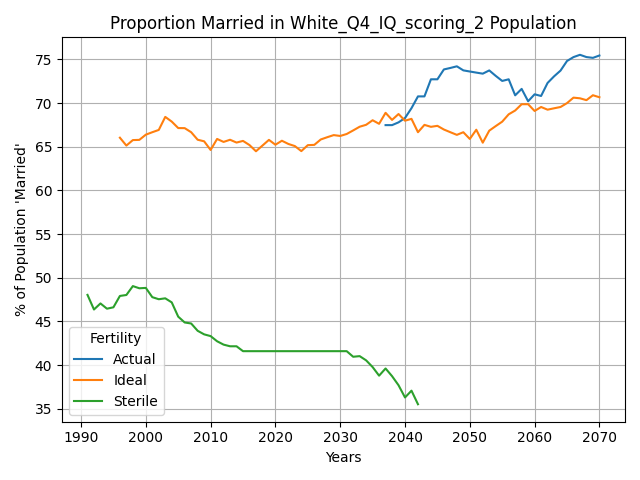 Proportion Married in White_Q4_IQ_scoring_2 Population
% of Population 'Married'
75
70
65
60
55
50
45
40
35
Fertility
Actual
Ideal
Sterile
1990 2000 2010 2020 2030 2040 2050 2060 2070
Years